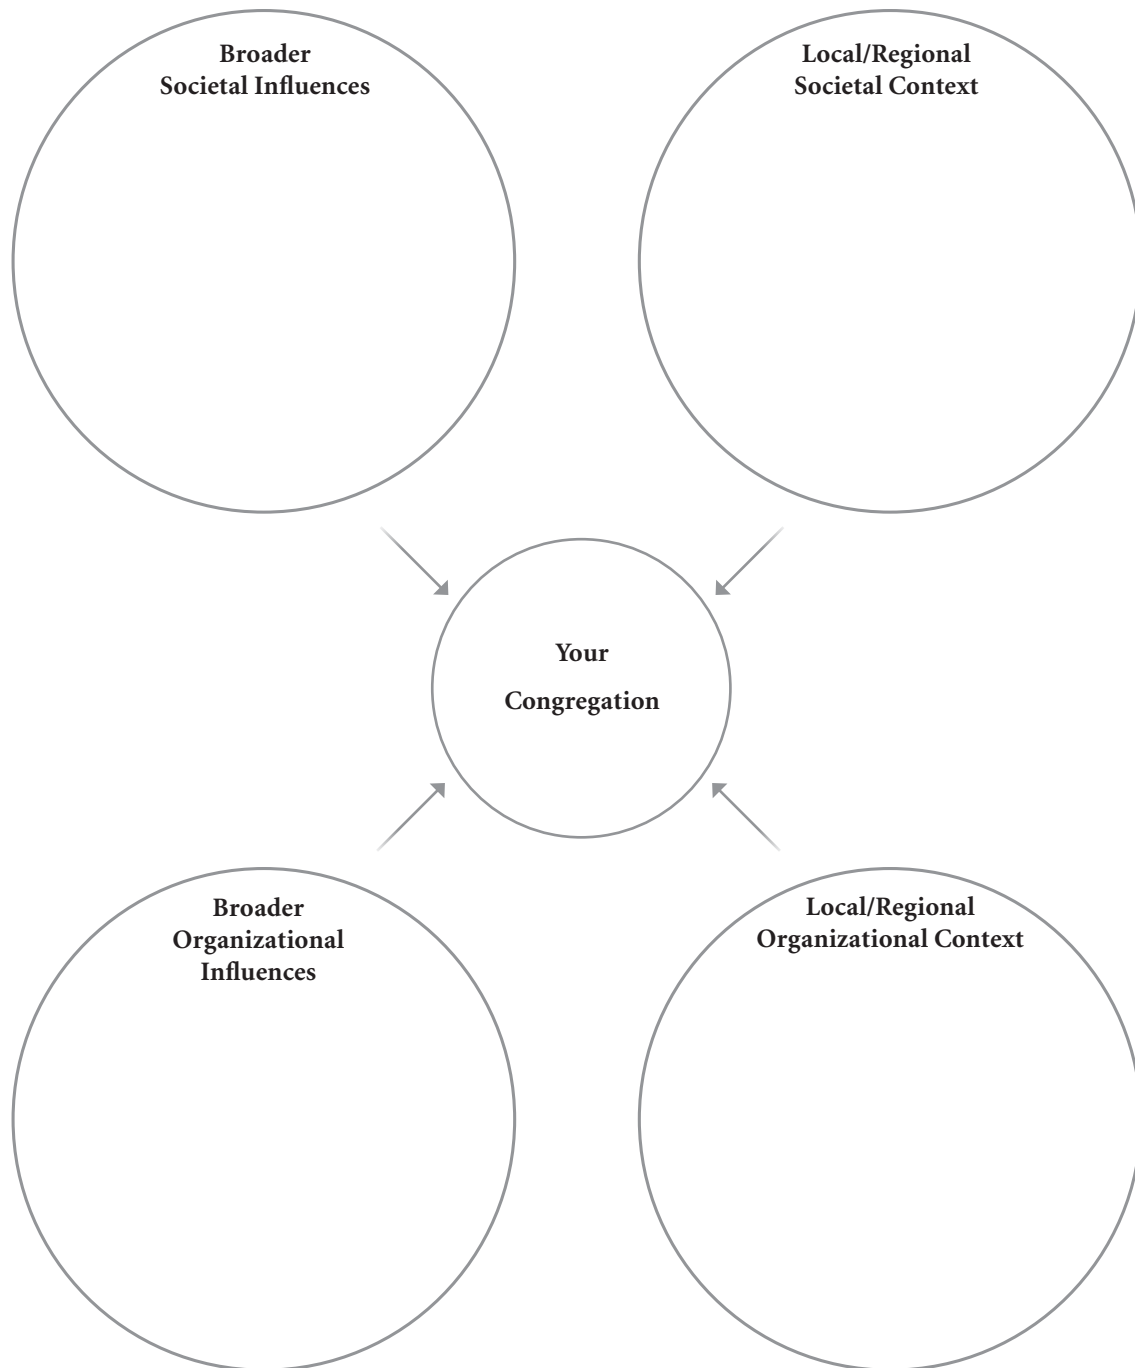 Broader
Societal Influences
Local/Regional
Societal Context
Your
Congregation
Broader
Organizational
Influences
Local/Regional
Organizational Context